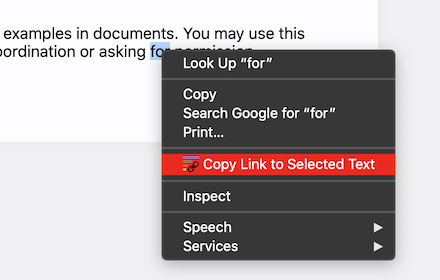 examples in documents. You may use this
oordination or asking for permission
Look Up “for”
Copy
Search Google for “for”
Print...
Copy Link to Selected Text
Inspect
Speech
Services